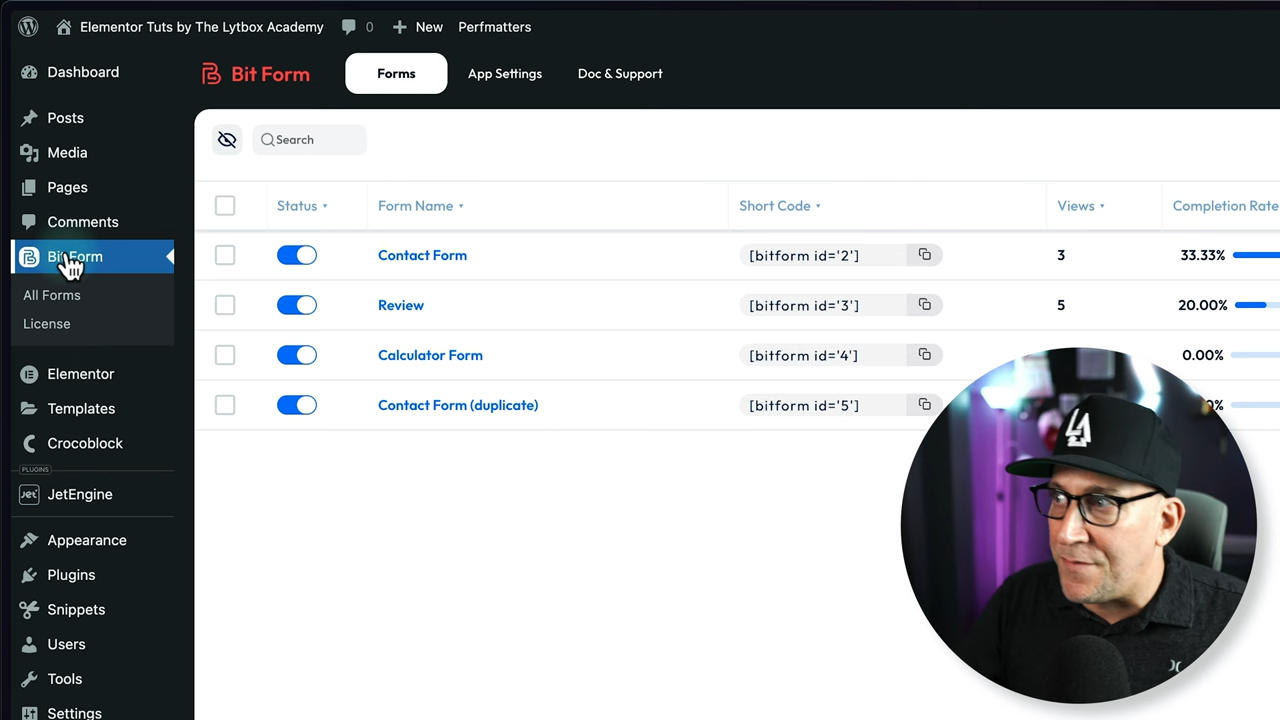 Elementor Tuts by The Lytbox Academy
0
New
Perfmatters
Dashboard
Posts
Media
Pages
Comments
Bit Form
All Forms
License
Elementor
Templates
Crocoblock
PLUGINS
Jet
JetEngine
Appearance
Plugins
Snippets
Users
Tools
Settings
Bit Form
Forms
App Settings
Doc & Support
Search
Status
Form Name
Short Code
Views
Completion Rate
Contact Form
[bitform id='2']
3
33.33%
Review
[bitform id='3']
5
20.00%
Calculator Form
[bitform id='4']
0.00%
Contact Form (duplicate)
[bitform id='5']